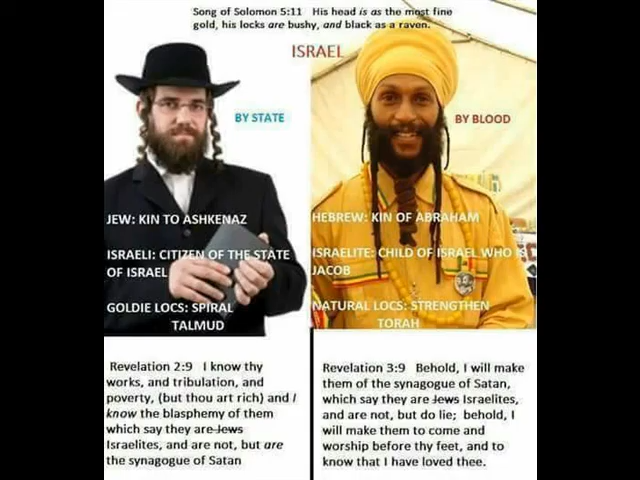 Song of Solomon 5:11 His head is as the most fine
gold, his locks are bushy, and black as a raven.
ISRAEL
BY STATE
JEW: KIN TO ASHKENAZ
ISRAELI: CITIZEN OF THE STATE
OF ISRAEL
GOLDIE LOCS: SPIRAL
TALMUD
BY BLOOD
HEBREW: KIN OF ABRAHAM
ISRAELITE: CHILD OF ISRAEL WHO IS
JACOB
NATURAL LOCS: STRENGTHEN
TORAH
Revelation 2:9 I know thy
works, and tribulation, and
poverty, (but thou art rich) and I
know the blasphemy of them
which say they are Jews
Israelites, and are not, but are
the synagogue of Satan
Revelation 3:9 Behold, I will make
them of the synagogue of Satan,
which say they are Jews Israelites,
and are not, but do lie; behold, I
will make them to come and
worship before thy feet, and to
know that I have loved thee.